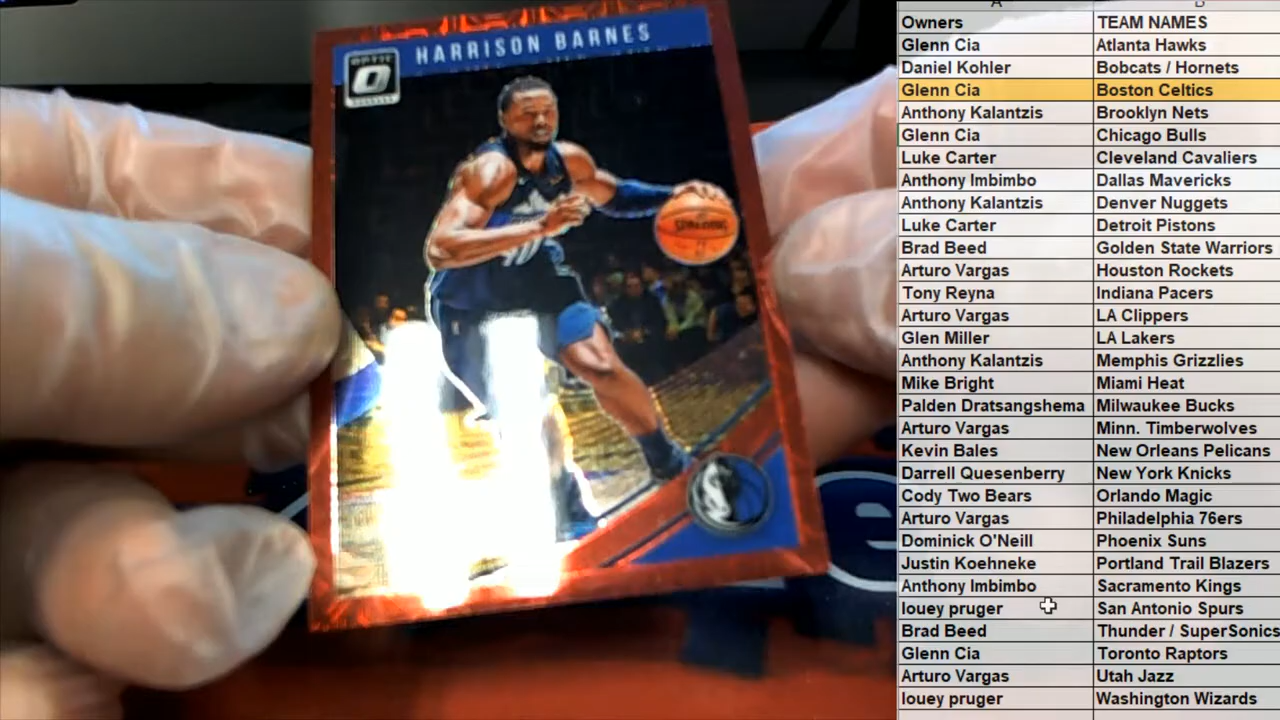 HARRISON BARNES
OPTIC
SPALDING
A B
Owners TEAM NAMES
Glenn Cia Atlanta Hawks
Daniel Kohler Bobcats / Hornets
Glenn Cia Boston Celtics
Anthony Kalantzis Brooklyn Nets
Glenn Cia Chicago Bulls
Luke Carter Cleveland Cavaliers
Anthony Imbimbo Dallas Mavericks
Anthony Kalantzis Denver Nuggets
Luke Carter Detroit Pistons
Brad Beed Golden State Warriors
Arturo Vargas Houston Rockets
Tony Reyna Indiana Pacers
Arturo Vargas LA Clippers
Glen Miller LA Lakers
Anthony Kalantzis Memphis Grizzlies
Mike Bright Miami Heat
Palden Dratsangshema Milwaukee Bucks
Arturo Vargas Minn. Timberwolves
Kevin Bales New Orleans Pelicans
Darrell Quesenberry New York Knicks
Cody Two Bears Orlando Magic
Arturo Vargas Philadelphia 76ers
Dominick O'Neill Phoenix Suns
Justin Koehneke Portland Trail Blazers
Anthony Imbimbo Sacramento Kings
louey pruger San Antonio Spurs
Brad Beed Thunder / SuperSonics
Glenn Cia Toronto Raptors
Arturo Vargas Utah Jazz
louey pruger Washington Wizards